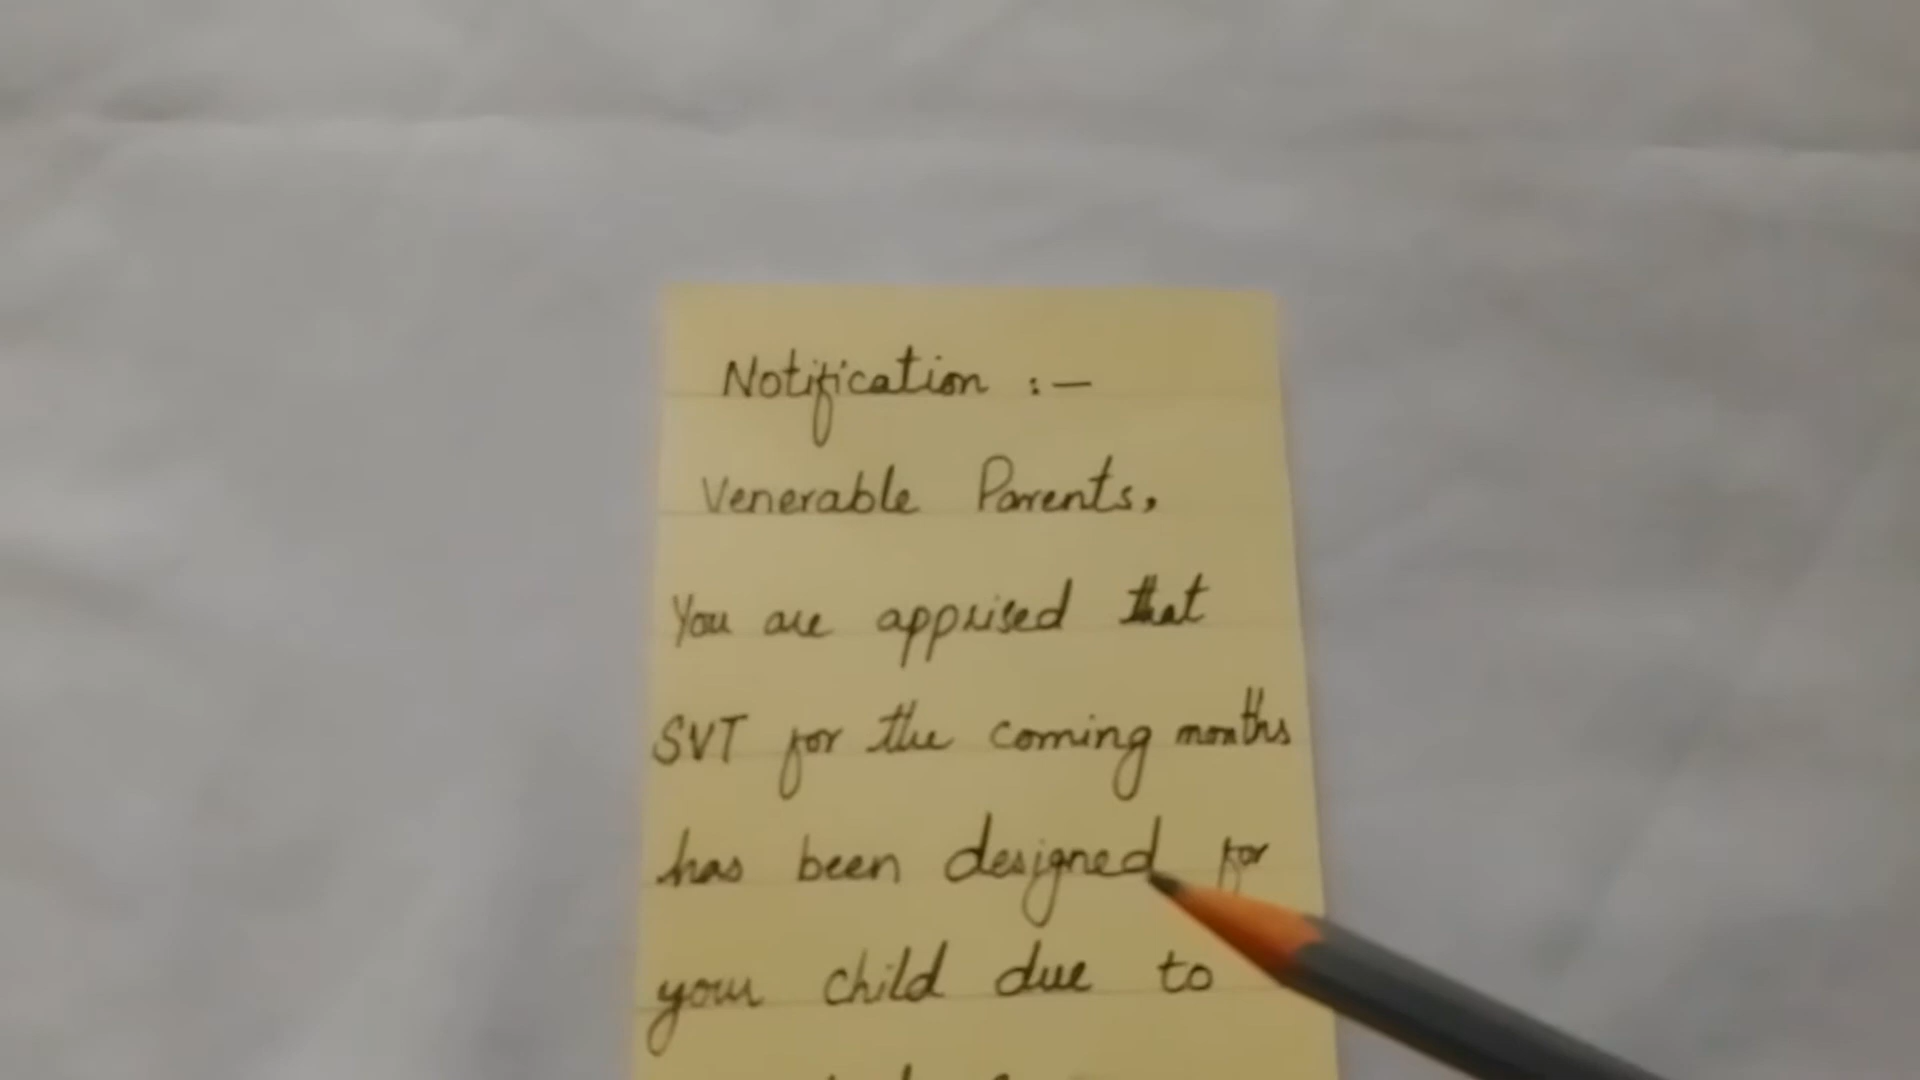 Notification :-
Venerable Parents,
You are apprised that
SVT for the coming months
has been designed for
your child due to